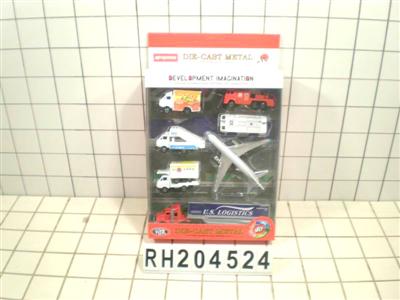 DIE-CAST METAL
DEVELOPMENT IMAGINATION
U.S. LOGISTICS
DIE-CAST METAL
RH204524